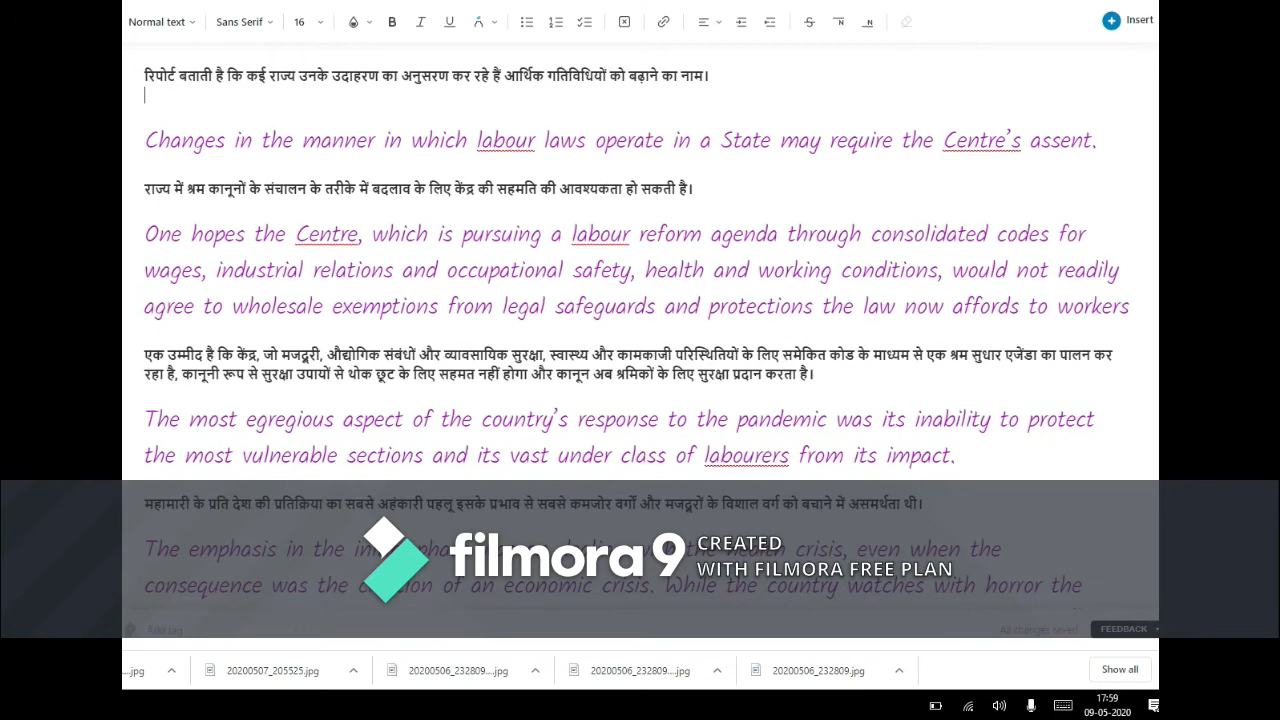 Normal text Sans Serif 16 B I U A Insert
रिपोर्ट बताती है कि कई राज्य उनके उदाहरण का अनुसरण कर रहे हैं आर्थिक गतिविधियों को बढ़ाने का नाम।
Changes in the manner in which labour laws operate in a State may require the Centre's assent.
राज्य में श्रम कानूनों के संचालन के तरीके में बदलाव के लिए केंद्र की सहमति की आवश्यकता हो सकती है।
One hopes the Centre, which is pursuing a labour reform agenda through consolidated codes for
wages, industrial relations and occupational safety, health and working conditions, would not readily
agree to wholesale exemptions from legal safeguards and protections the law now affords to workers
एक उम्मीद है कि केंद्र, जो मजदूरी, औद्योगिक संबंधों और व्यावसायिक सुरक्षा, स्वास्थ्य और कामकाजी परिस्थितियों के लिए समेकित कोड के माध्यम से एक श्रम सुधार एजेंडा का पालन कर
रहा है, कानूनी रूप से सुरक्षा उपायों से थोक छूट के लिए सहमत नहीं होगा और कानून अब श्रमिकों के लिए सुरक्षा प्रदान करता है।
The most egregious aspect of the country's response to the pandemic was its inability to protect
the most vulnerable sections and its vast under class of labourers from its impact.
महामारी के प्रति देश की प्रतिक्रिया का सबसे अहंकारी पहलू इसके प्रभाव से सबसे कमजोर वर्गों और मजदूरों के विशाल वर्ग को बचाने में असमर्थता थी।
The emphasis in the crisis, even when the
filmora9 CREATED
WITH FILMORA FREE PLAN
consequence was the of an economic crisis. While the country watches with horror the
Add tag All changes saved FEEDBACK
....jpg 20200507_205525.jpg 20200506_232809....jpg 20200506_232809....jpg 20200506_232809.jpg Show all
17:59
09-05-2020